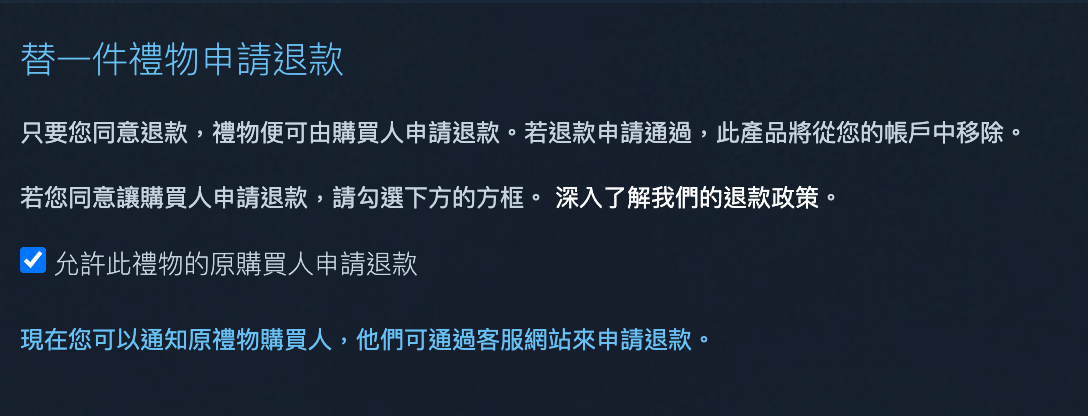 替一件禮物申請退款
只要您同意退款，禮物便可由購買人申請退款。若退款申請通過，此產品將從您的帳戶中移除。
若您同意讓購買人申請退款，請勾選下方的方框。 深入了解我們的退款政策。
允許此禮物的原購買人申請退款
現在您可以通知原禮物購買人，他們可通過客服網站來申請退款。